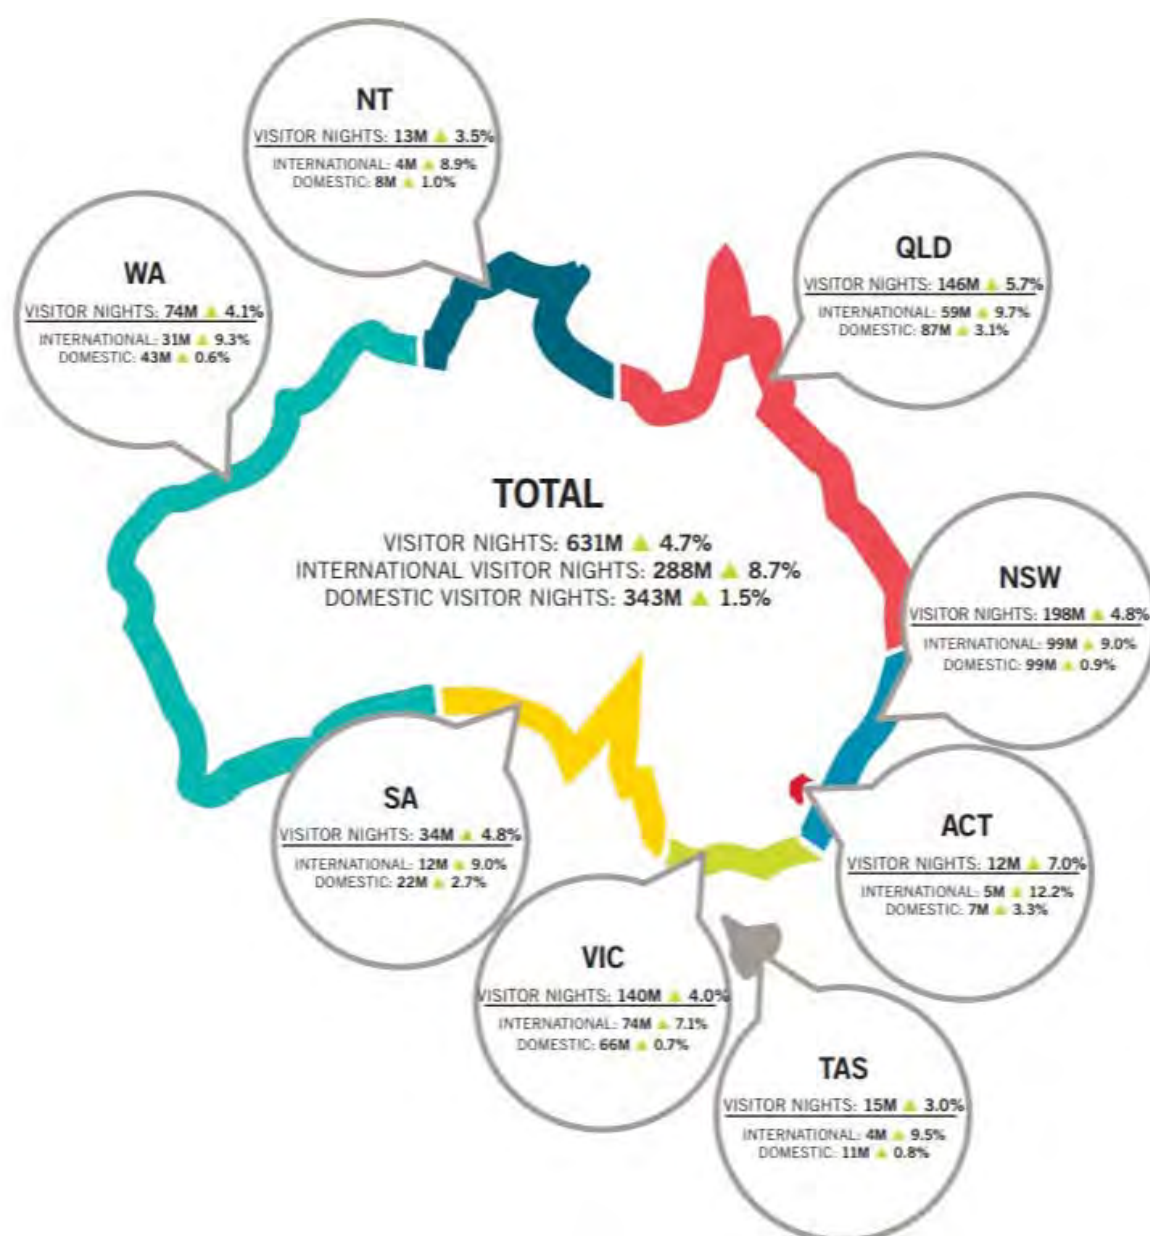 NT
VISITOR NIGHTS: 13M ▲ 3.5%
INTERNATIONAL: 4M ▲ 8.9%
DOMESTIC: 8M ▲ 1.0%
QLD
VISITOR NIGHTS: 146M ▲ 5.7%
INTERNATIONAL: 59M ▲ 9.7%
DOMESTIC: 87M ▲ 3.1%
WA
VISITOR NIGHTS: 74M ▲ 4.1%
INTERNATIONAL: 31M ▲ 9.3%
DOMESTIC: 43M ▲ 0.6%
TOTAL
VISITOR NIGHTS: 631M ▲ 4.7%
INTERNATIONAL VISITOR NIGHTS: 288M ▲ 8.7%
DOMESTIC VISITOR NIGHTS: 343M ▲ 1.5%
NSW
VISITOR NIGHTS: 198M ▲ 4.8%
INTERNATIONAL: 99M ▲ 9.0%
DOMESTIC: 99M ▲ 0.9%
SA
VISITOR NIGHTS: 34M ▲ 4.8%
INTERNATIONAL: 12M ▲ 9.0%
DOMESTIC: 22M ▲ 2.7%
ACT
VISITOR NIGHTS: 12M ▲ 7.0%
INTERNATIONAL: 5M ▲ 12.2%
DOMESTIC: 7M ▲ 3.3%
VIC
VISITOR NIGHTS: 140M ▲ 4.0%
INTERNATIONAL: 74M ▲ 7.1%
DOMESTIC: 66M ▲ 0.7%
TAS
VISITOR NIGHTS: 15M ▲ 3.0%
INTERNATIONAL: 4M ▲ 9.5%
DOMESTIC: 11M ▲ 0.8%